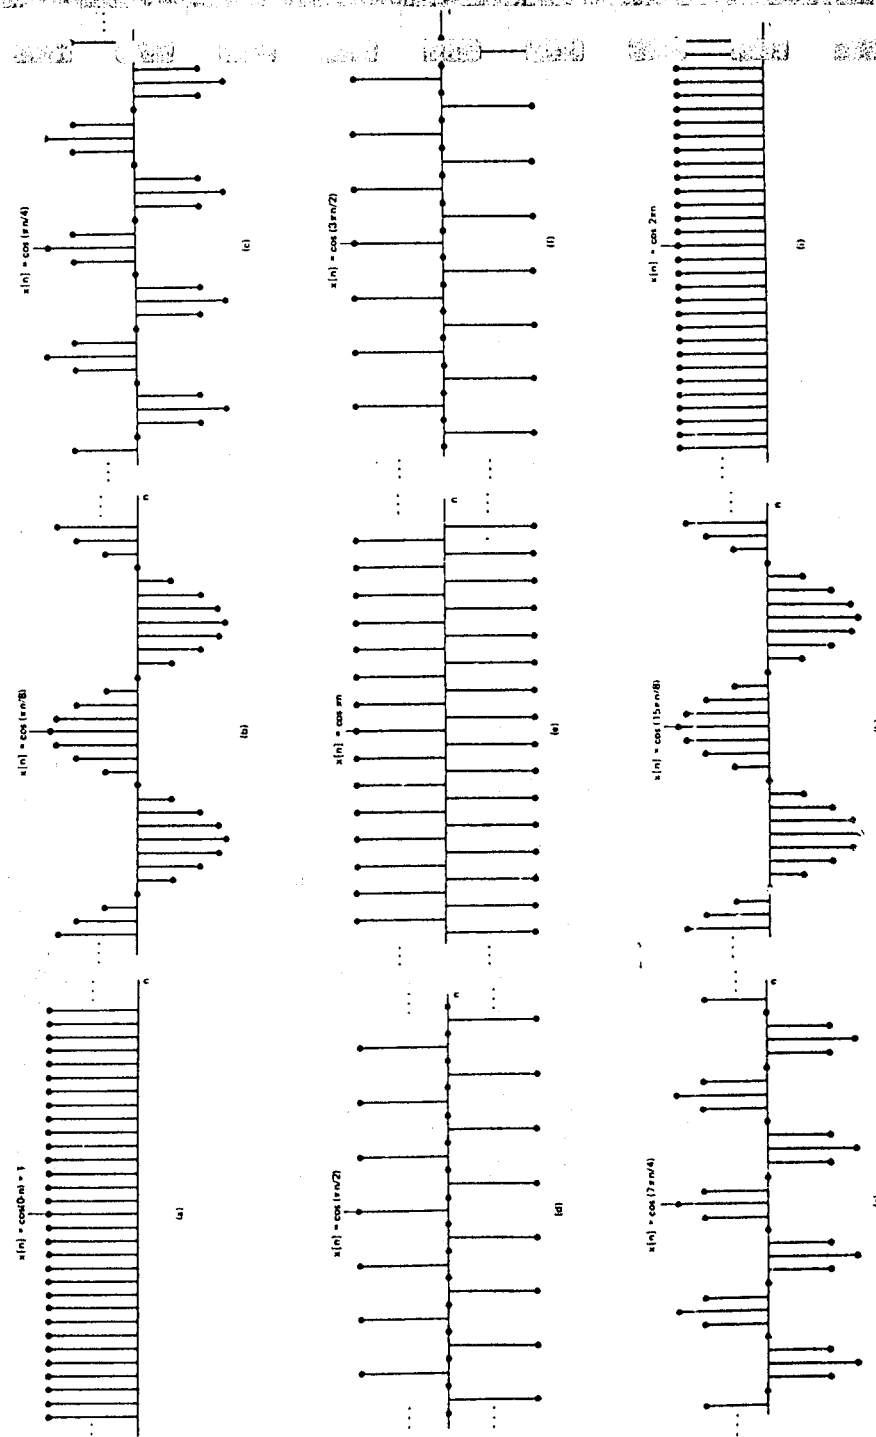 x[n] = cos(0·n) = 1
n
(a)
x[n] = cos (πn/8)
n
(b)
x[n] = cos (πn/4)
(c)
x[n] = cos (πn/2)
n
(d)
x[n] = cos πn
n
(e)
x[n] = cos (3πn/2)
(f)
x[n] = cos (7πn/4)
n
x[n] = cos (15πn/8)
n
x[n] = cos 2πn
(i)